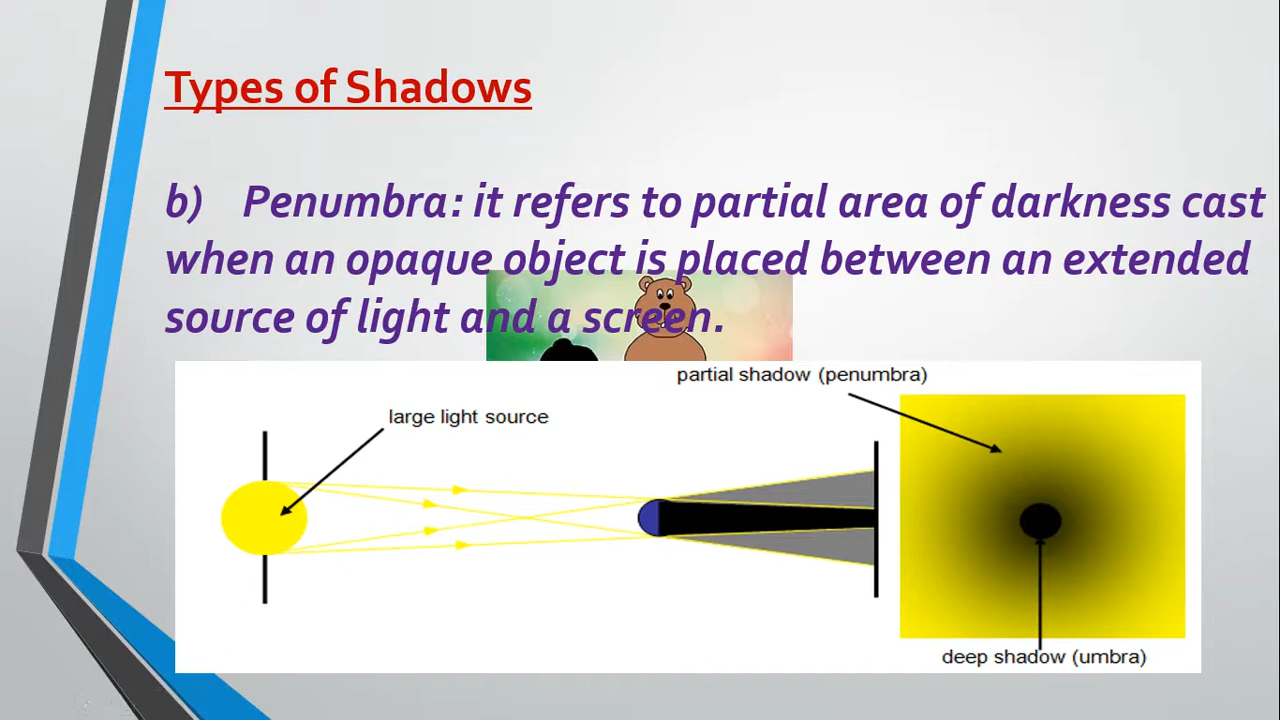 Types of Shadows
b) Penumbra: it refers to partial area of darkness cast
when an opaque object is placed between an extended
source of light and a screen.
partial shadow (penumbra)
large light source
deep shadow (umbra)